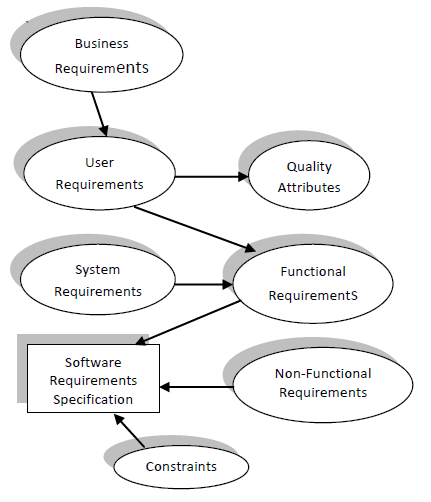 Business
Requirements
User
Requirements
Quality
Attributes
System
Requirements
Functional
RequirementS
Software
Requirements
Specification
Non-Functional
Requirements
Constraints